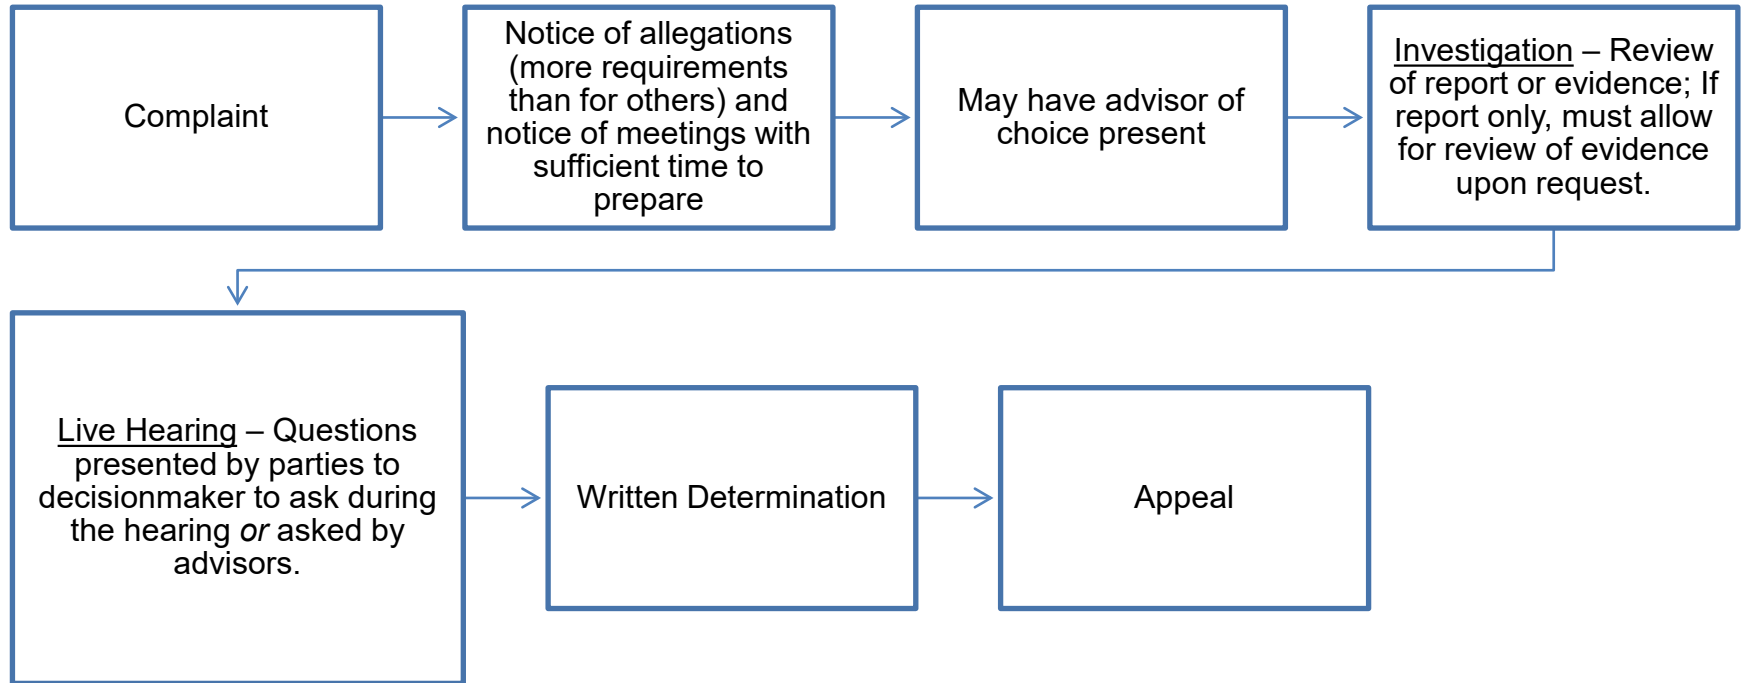 Complaint
Notice of allegations
(more requirements
than for others) and
notice of meetings with
sufficient time to
prepare
May have advisor of
choice present
Investigation – Review
of report or evidence; If
report only, must allow
for review of evidence
upon request.
Live Hearing – Questions
presented by parties to
decisionmaker to ask during
the hearing or asked by
advisors.
Written Determination
Appeal